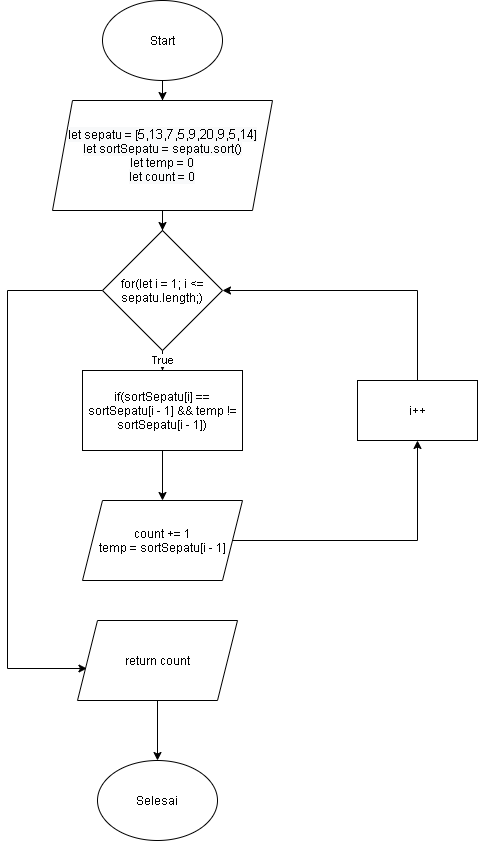 Start
let sepatu = [5,13,7,5,9,20,9,5,14]
let sortSepatu = sepatu.sort()
let temp = 0
let count = 0
for(let i = 1; i <=
sepatu.length;)
True
if(sortSepatu[i] ==
sortSepatu[i - 1] && temp !=
sortSepatu[i - 1])
i++
count += 1
temp = sortSepatu[i - 1]
return count
Selesai